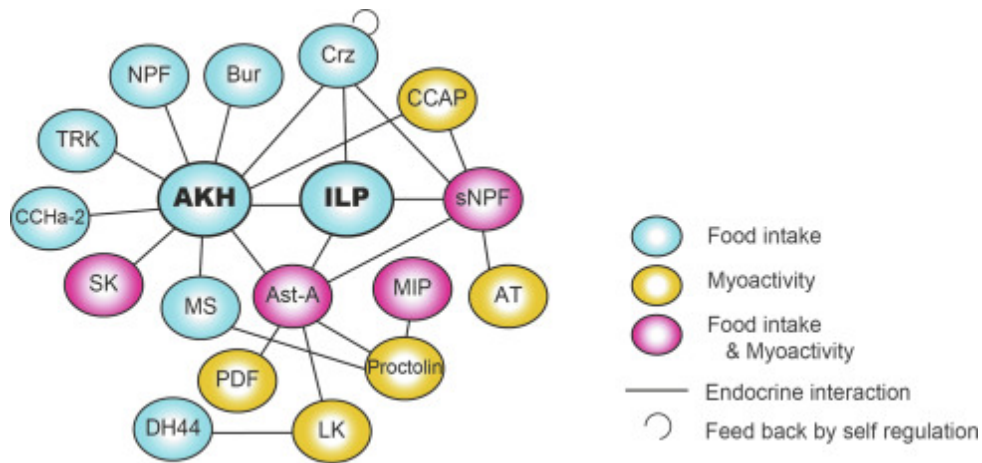 Crz
NPF
Bur
CCAP
TRK
AKH
ILP
sNPF
CCHa-2
SK
MS
Ast-A
MIP
AT
PDF
Proctolin
DH44
LK
Food intake
Myoactivity
Food intake
& Myoactivity
Endocrine interaction
Feed back by self regulation